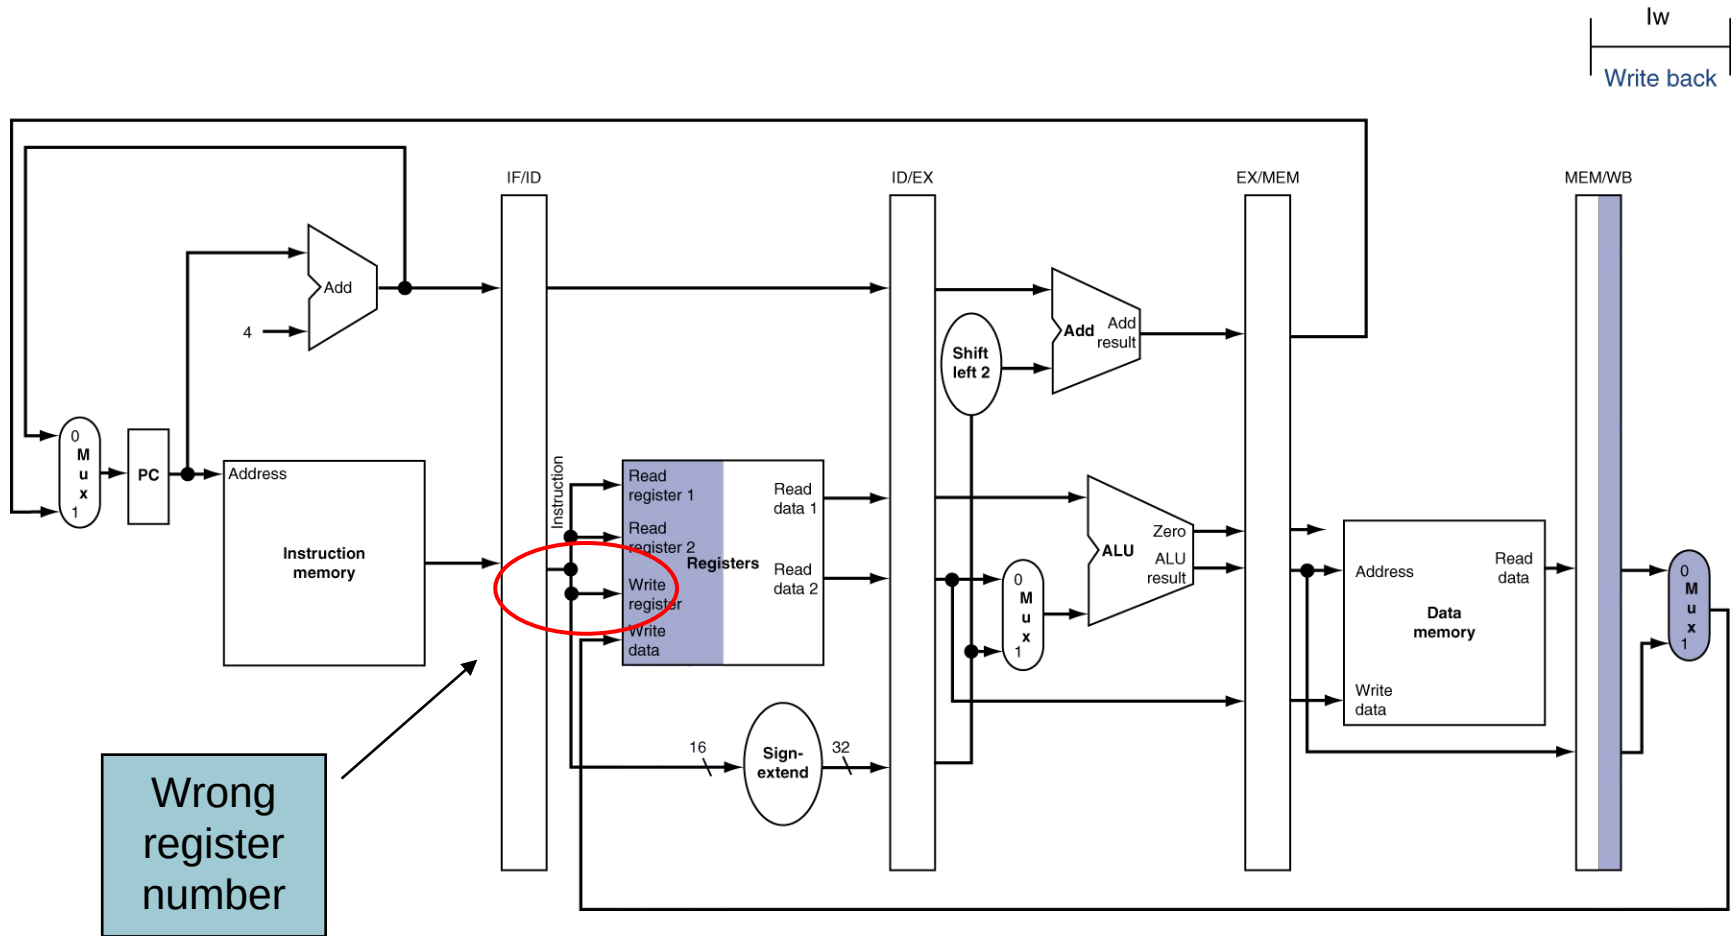 lw
Write back
IF/ID
ID/EX
EX/MEM
MEM/WB
Add
4
Add
Add
result
Shift
left 2
0
M
u
x
1
PC
Address
Instruction
memory
Instruction
Read
register 1
Read
register 2
Registers
Write
register
Write
data
Read
data 1
Read
data 2
16
Sign-
extend
32
0
M
u
x
1
Zero
ALU
ALU
result
Address
Read
data
Data
memory
Write
data
0
M
u
x
1
Wrong
register
number